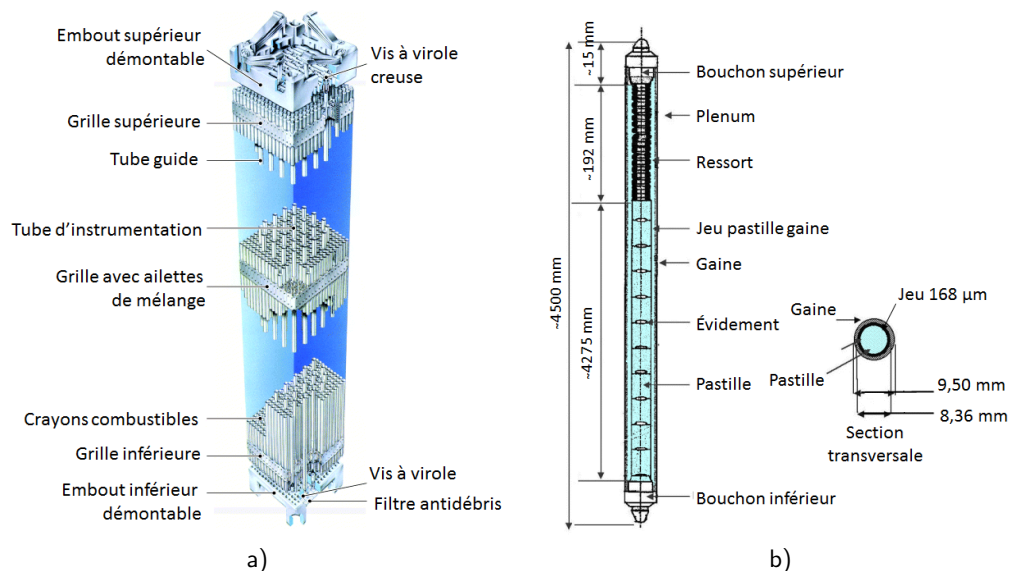 Embout supérieur
démontable
Vis à virole
creuse
Grille supérieure
Tube guide
Tube d'instrumentation
Grille avec ailettes
de mélange
Crayons combustibles
Grille inférieure
Embout inférieur
démontable
Vis à virole
Filtre antidébris
a)
~15 mm
~192 mm
~4275 mm
~4500 mm
Bouchon supérieur
Plenum
Ressort
Jeu pastille gaine
Gaine
Évidement
Pastille
Bouchon inférieur
Gaine
Jeu 168 µm
Pastille
9,50 mm
8,36 mm
Section
transversale
b)